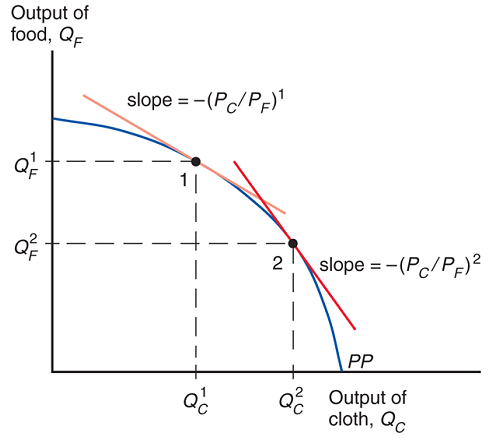 Output of
food, Q_F
slope = –(P_C/P_F)^1
Q_F^1
1
Q_F^2
2
slope = –(P_C/P_F)^2
PP
Q_C^1
Q_C^2
Output of
cloth, Q_C